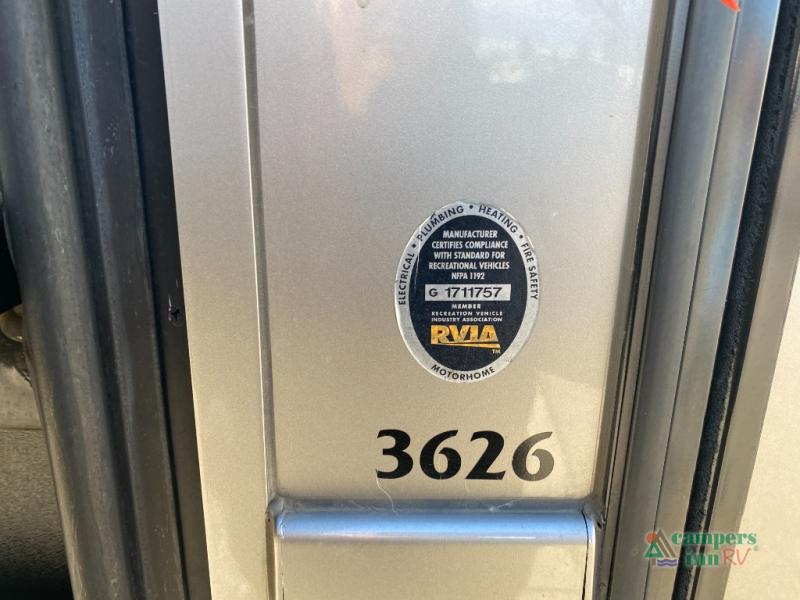 ELECTRICAL • PLUMBING • HEATING • FIRE SAFETY
MANUFACTURER
CERTIFIES COMPLIANCE
WITH STANDARD FOR
RECREATIONAL VEHICLES
NFPA 1192
G 1711757
MEMBER
RECREATION VEHICLE
INDUSTRY ASSOCIATION
RVIA
TM
MOTORHOME
3626
campers
inn RV®